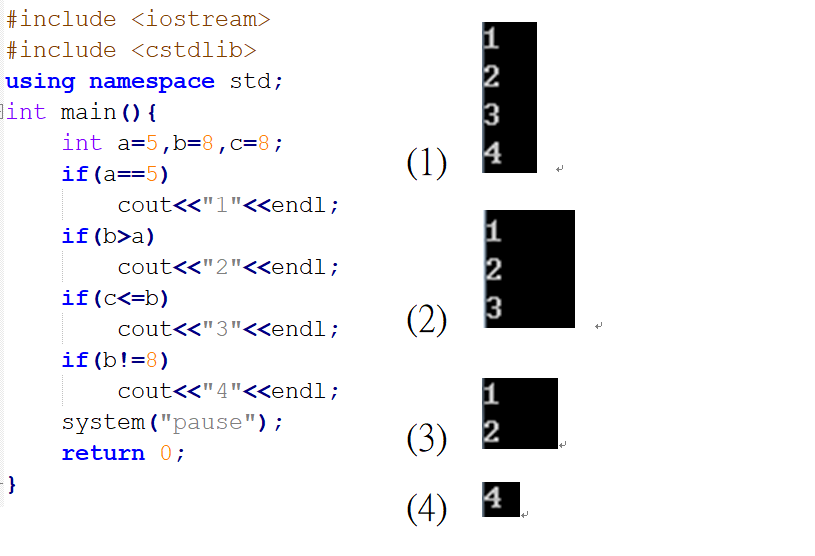 #include <iostream>
#include <cstdlib>
using namespace std;
int main(){
int a=5,b=8,c=8;
if(a==5)
cout<<"1"<<endl;
if(b>a)
cout<<"2"<<endl;
if(c<=b)
cout<<"3"<<endl;
if(b!=8)
cout<<"4"<<endl;
system("pause");
return 0;
}
(1)
1
2
3
4
(2)
1
2
3
(3)
1
2
(4)
4